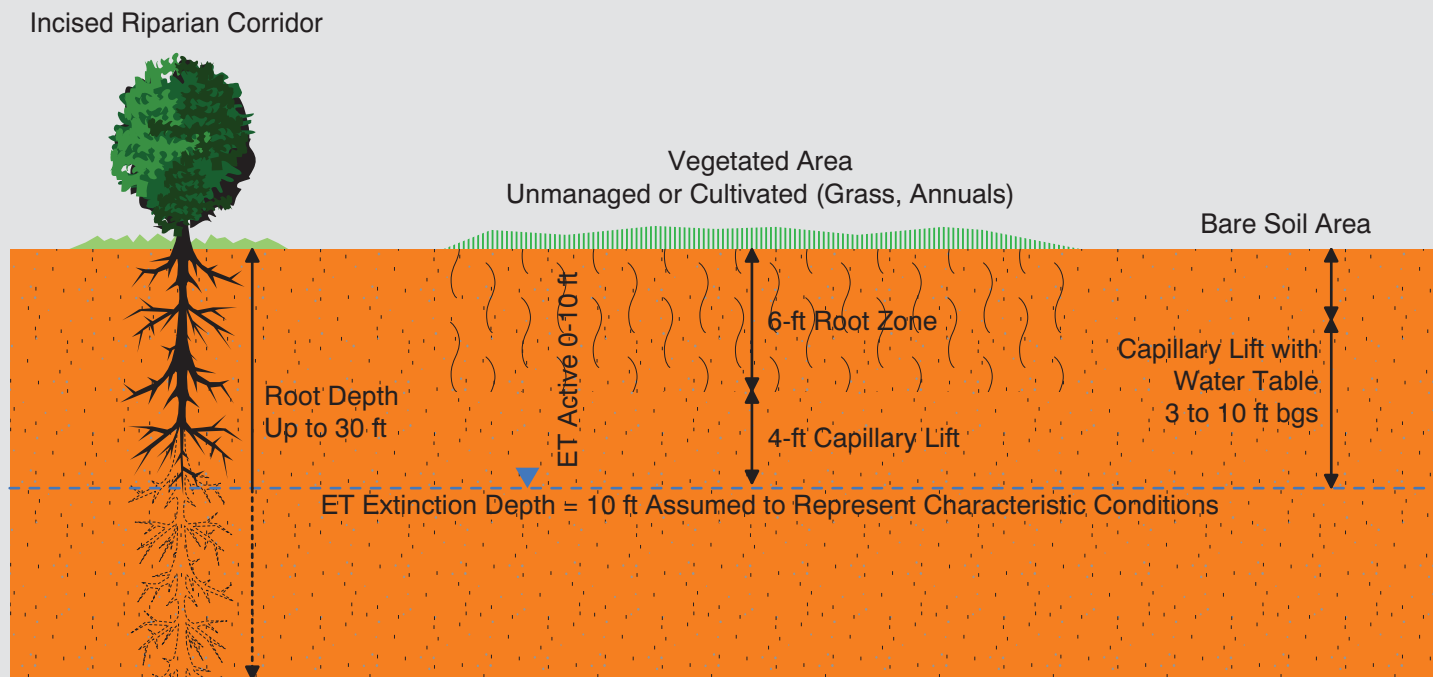 Incised Riparian Corridor
Vegetated Area
Unmanaged or Cultivated (Grass, Annuals)
Bare Soil Area
Root Depth
Up to 30 ft
ET Active 0-10 ft
6-ft Root Zone
4-ft Capillary Lift
Capillary Lift with
Water Table
3 to 10 ft bgs
ET Extinction Depth = 10 ft Assumed to Represent Characteristic Conditions